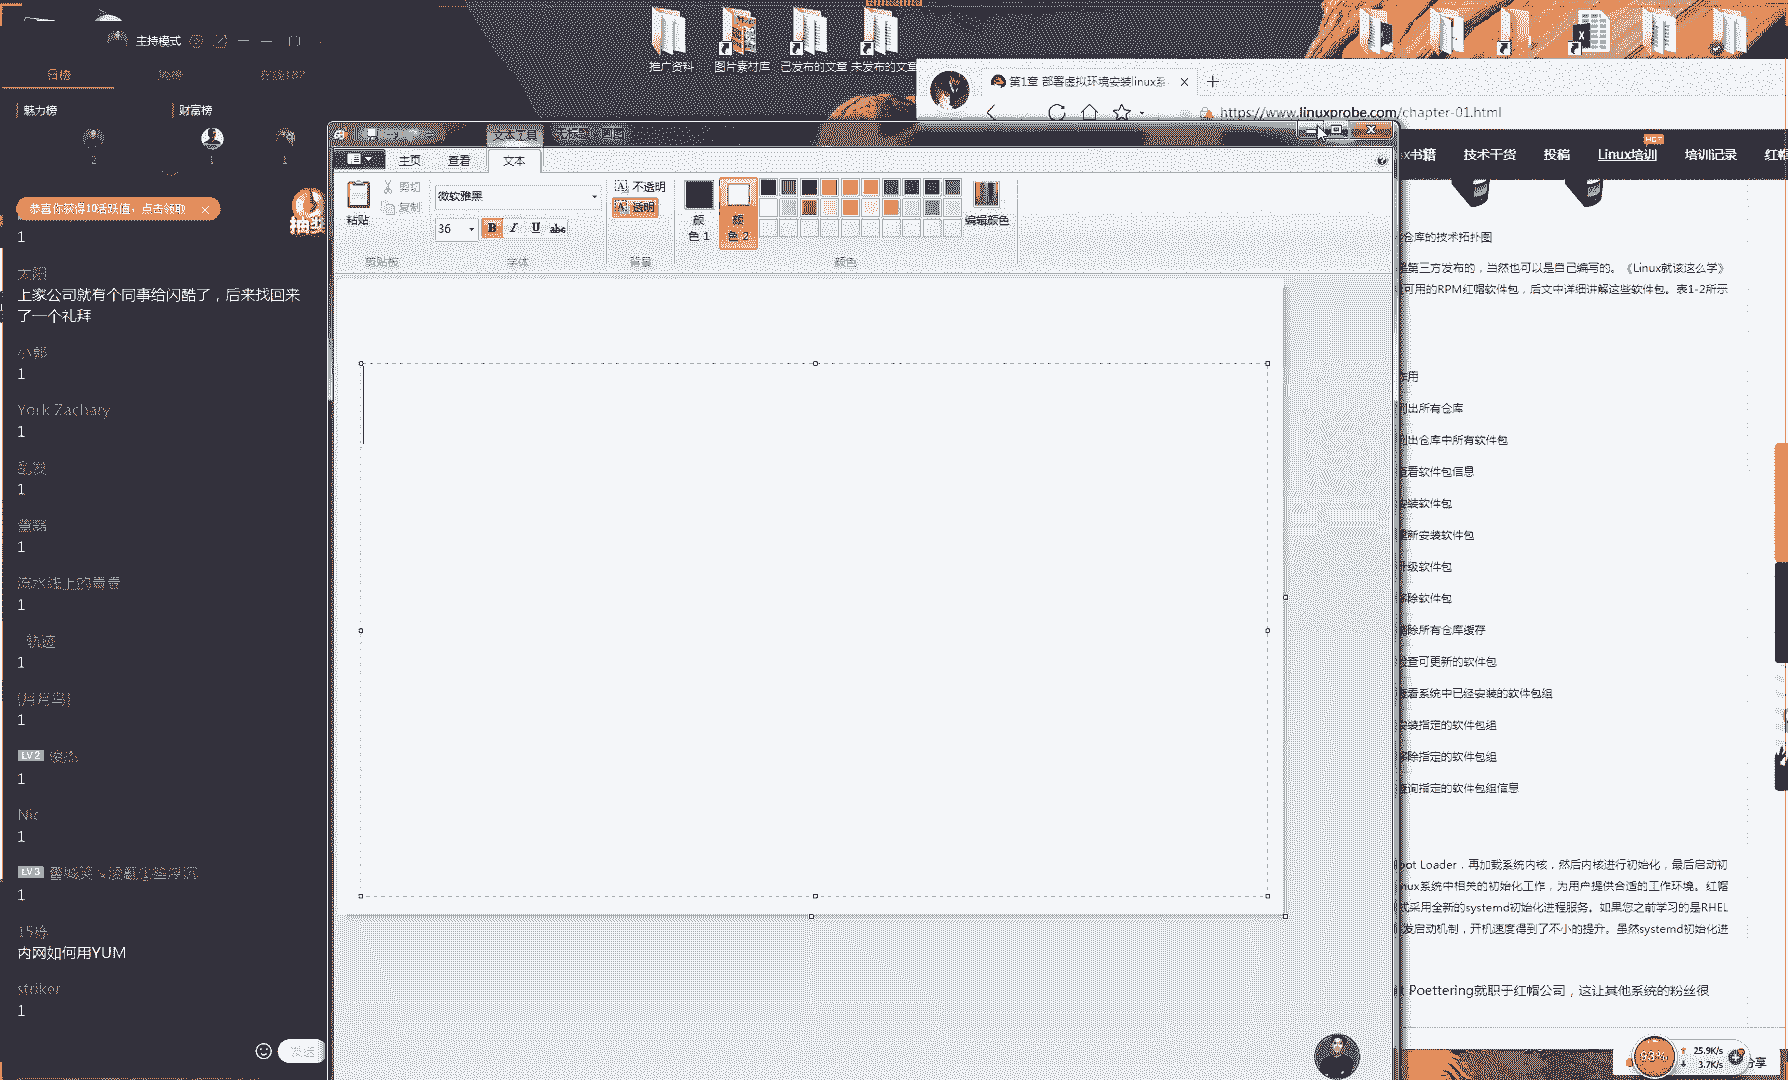 主持模式
日榜
魅力榜
财富榜
2
1
1
恭喜你获得10活跃值，点击领取
1
太阳
上家公司就有个同事给闪酷了，后来找回来
了一个礼拜
小郭
1
York Zachary
1
1
1
流水线上的
1
轨迹
1
1
LV2
1
Nic
1
LV3
1
15栋
内网如何用YUM
striker
1
发送
推广资料
图片素材库
已发布的文章
未发布的文章
第1章 部署虚拟环境安装linux系
https://www.linuxprobe.com/chapter-01.html
文本工具
主页
查看
文本
粘贴
剪切
复制
剪贴板
微软雅黑
36
B
I
U
abc
字体
不透明
透明
背景
颜
色 1
颜
色 2
编辑颜色
颜色
x书籍
技术干货
投稿
HOT
Linux培训
培训记录
红帽
仓库的技术拓扑图
是第三方发布的，当然也可以是自己编写的。《Linux就该这么学》
可用的RPM红帽软件包，后文中详细讲解这些软件包。表1-2所示
作用
列出所有仓库
列出仓库中所有软件包
查看软件包信息
安装软件包
重新安装软件包
升级软件包
移除软件包
清除所有仓库缓存
检查可更新的软件包
查看系统中已经安装的软件包组
安装指定的软件包组
移除指定的软件包组
查询指定的软件包组信息
oot Loader，再加载系统内核，然后内核进行初始化，最后启动初
nux系统中相关的初始化工作，为用户提供合适的工作环境。红帽
式采用全新的systemd初始化进程服务。如果您之前学习的是RHEL
发启动机制，开机速度得到了不小的提升。虽然systemd初始化进
Poettering就职于红帽公司，这让其他系统的粉丝很
93%
25.9K/s
3.7K/s
分享